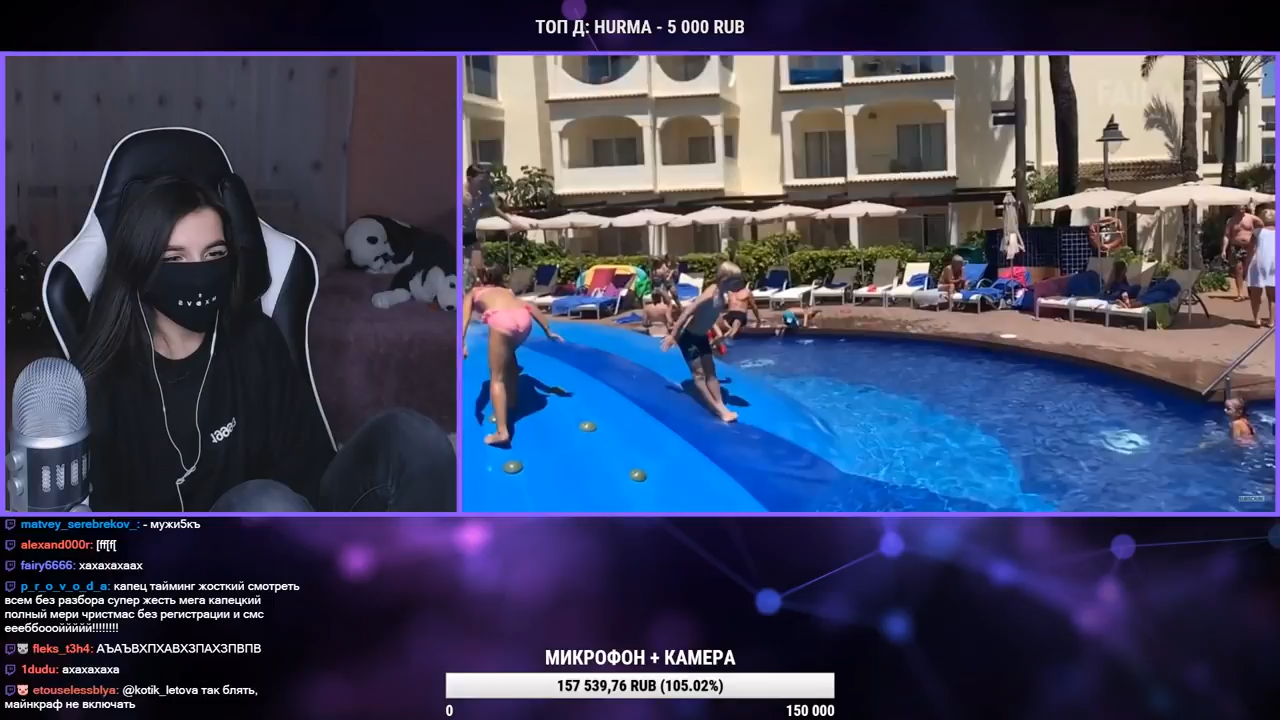 ТОП Д: HURMA - 5 000 RUB
FAILARMY
SUBSCRIBE
matvey_serebrekov_: - мужи5къ
alexand000r: [ff[f[
fairy6666: хахахахаах
p_r_o_v_o_d_a: капец тайминг жосткий смотреть
всем без разбора супер жесть мега капецкий
полный мери чристмас без регистрации и смс
еееббоооййййй!!!!!!!!
fleks_t3h4: АЪАЪВХПХАВХЗПАХЗПВПВ
1dudu: ахахахаха
etouselessblya: @kotik_letova так блять,
майнкраф не включать
МИКРОФОН + КАМЕРА
157 539,76 RUB (105.02%)
0
150 000